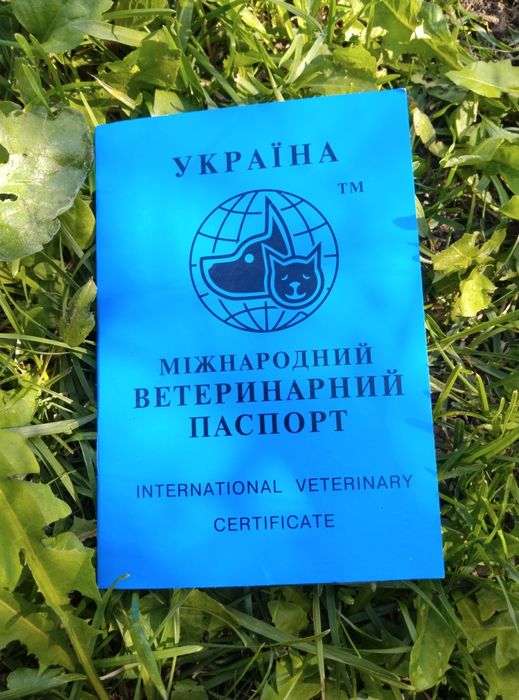 УКРАЇНА
TM
МІЖНАРОДНИЙ
ВЕТЕРИНАРНИЙ
ПАСПОРТ
INTERNATIONAL VETERINARY
CERTIFICATE